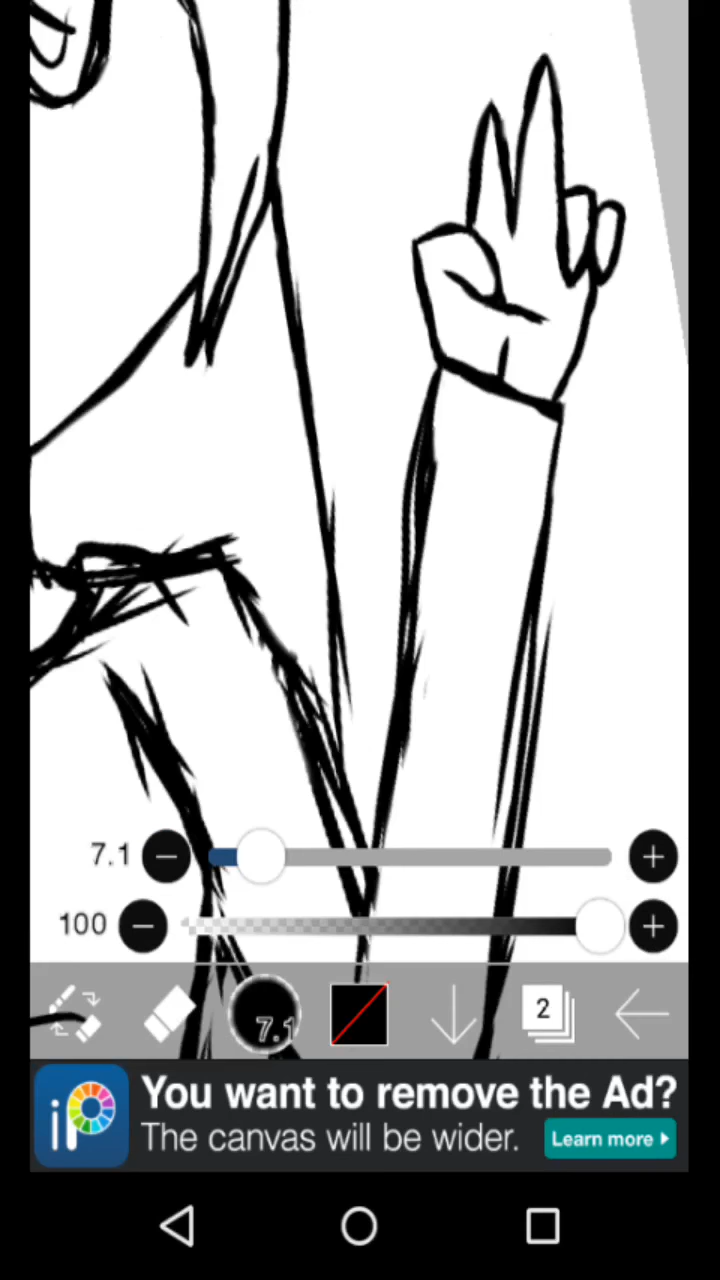 7.1
100
7.1
2
iP
You want to remove the Ad?
The canvas will be wider.
Learn more